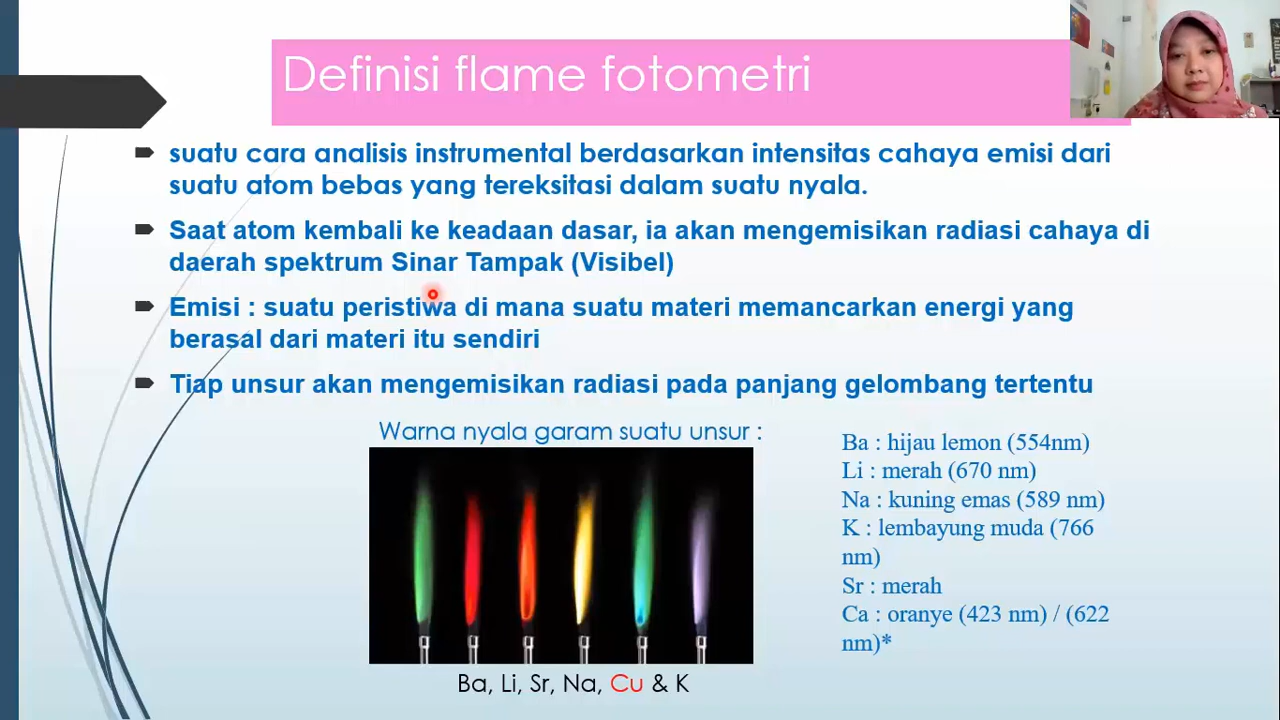 Definisi flame fotometri
suatu cara analisis instrumental berdasarkan intensitas cahaya emisi dari
suatu atom bebas yang tereksitasi dalam suatu nyala.
Saat atom kembali ke keadaan dasar, ia akan mengemisikan radiasi cahaya di
daerah spektrum Sinar Tampak (Visibel)
Emisi : suatu peristiwa di mana suatu materi memancarkan energi yang
berasal dari materi itu sendiri
Tiap unsur akan mengemisikan radiasi pada panjang gelombang tertentu
Warna nyala garam suatu unsur :
Ba, Li, Sr, Na, Cu & K
Ba : hijau lemon (554nm)
Li : merah (670 nm)
Na : kuning emas (589 nm)
K : lembayung muda (766
nm)
Sr : merah
Ca : oranye (423 nm) / (622
nm)*